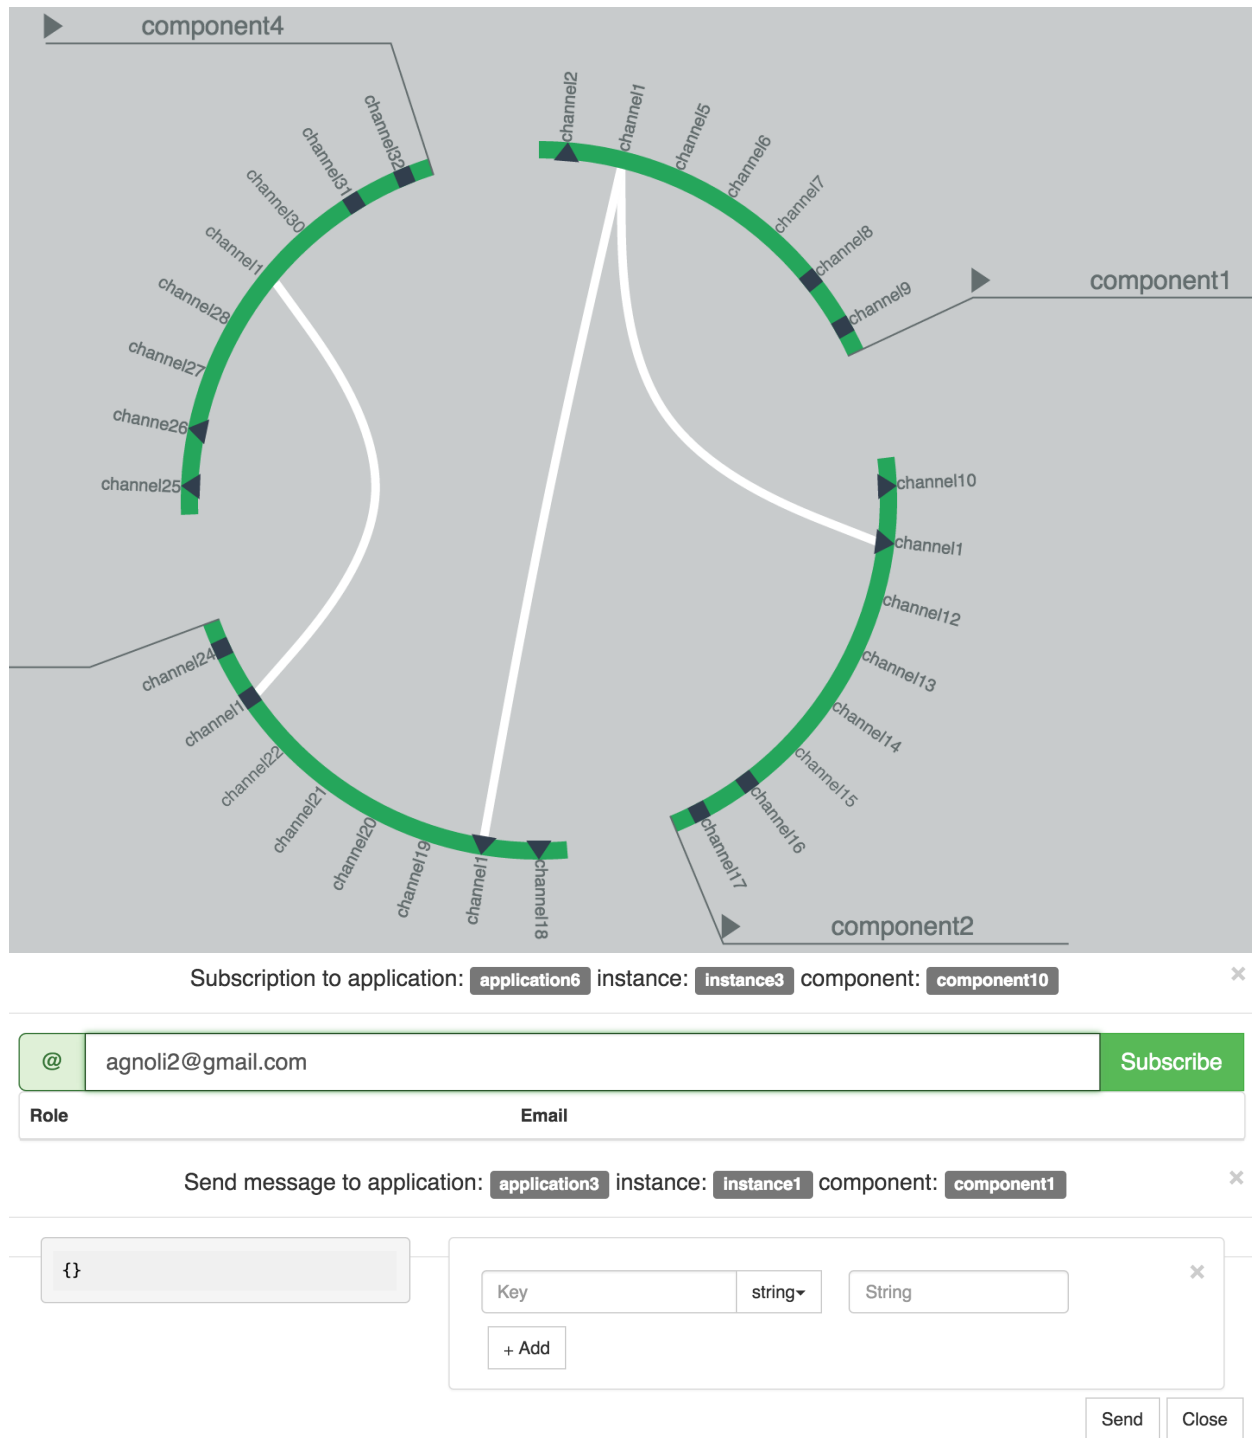 component4
channel2
channel1
channel5
channel6
channel7
channel8
channel9
component1
channel32
channel31
channel30
channel1
channel28
channel27
channe26
channel25
channel10
channel1
channel12
channel13
channel14
channel15
channel16
channel17
component2
channel24
channel1
channel22
channel21
channel20
channel19
channel1
channel18
Subscription to application: application6 instance: instance3 component: component10 ×
@ agnoli2@gmail.com Subscribe
Role Email
Send message to application: application3 instance: instance1 component: component1 ×
{} ×
Key string String
+ Add
Send Close